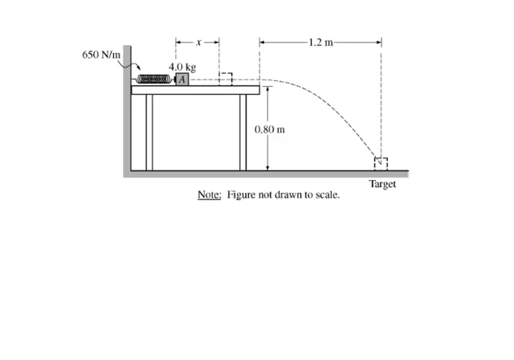 x
1.2 m
650 N/m
4.0 kg
A
0.80 m
Target
Note: Figure not drawn to scale.